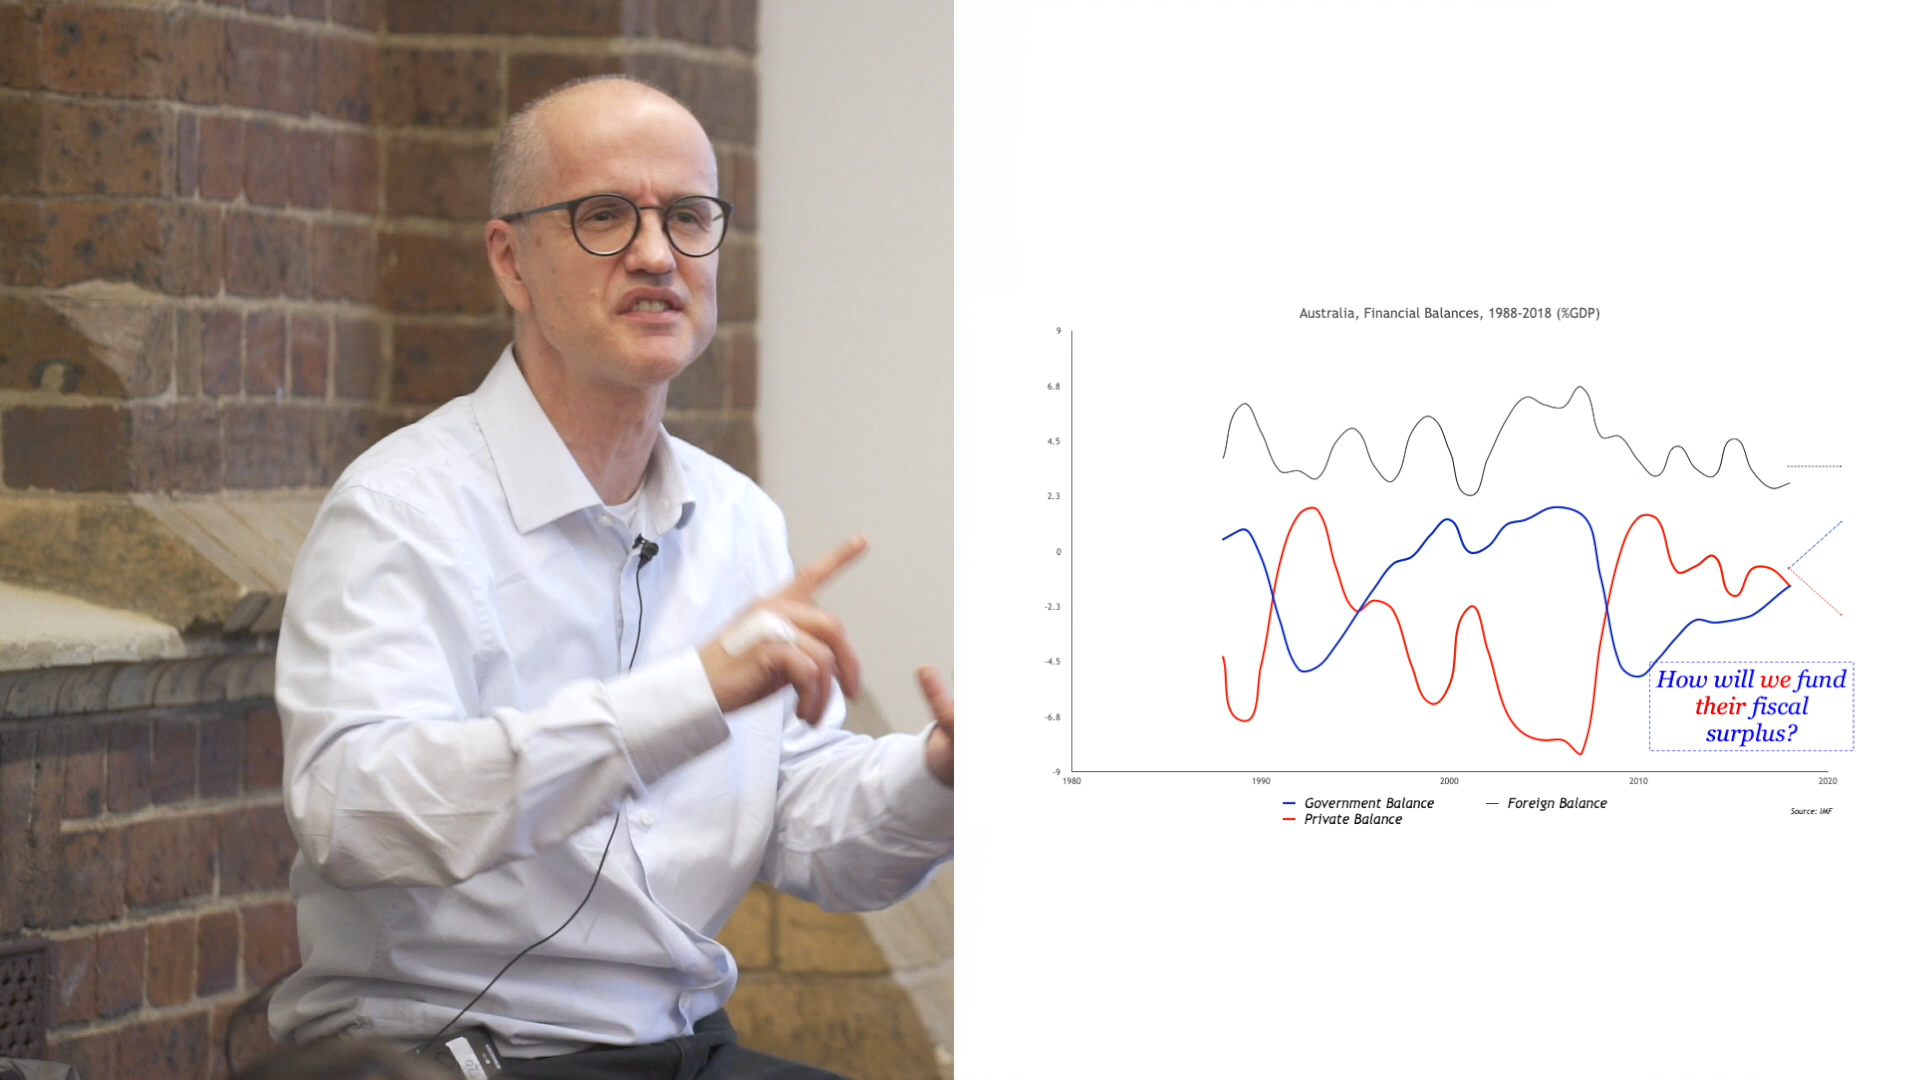 Australia, Financial Balances, 1988-2018 (%GDP)
9
6.8
4.5
2.3
0
-2.3
-4.5
-6.8
-9
1980
1990
2000
2010
2020
How will we fund
their fiscal
surplus?
Government Balance
Foreign Balance
Private Balance
Source: IMF